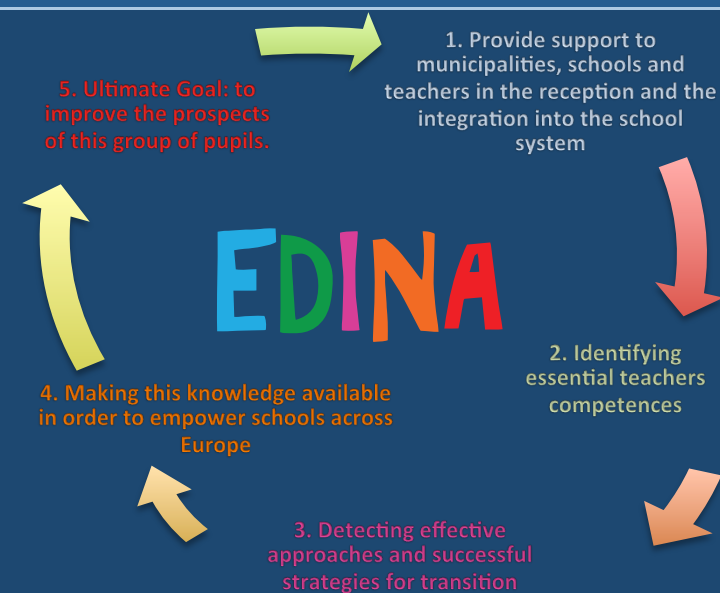 1. Provide support to
municipalities, schools and
teachers in the reception and the
integration into the school
system
5. Ultimate Goal: to
improve the prospects
of this group of pupils.
EDINA
2. Identifying
essential teachers
competences
4. Making this knowledge available
in order to empower schools across
Europe
3. Detecting effective
approaches and successful
strategies for transition